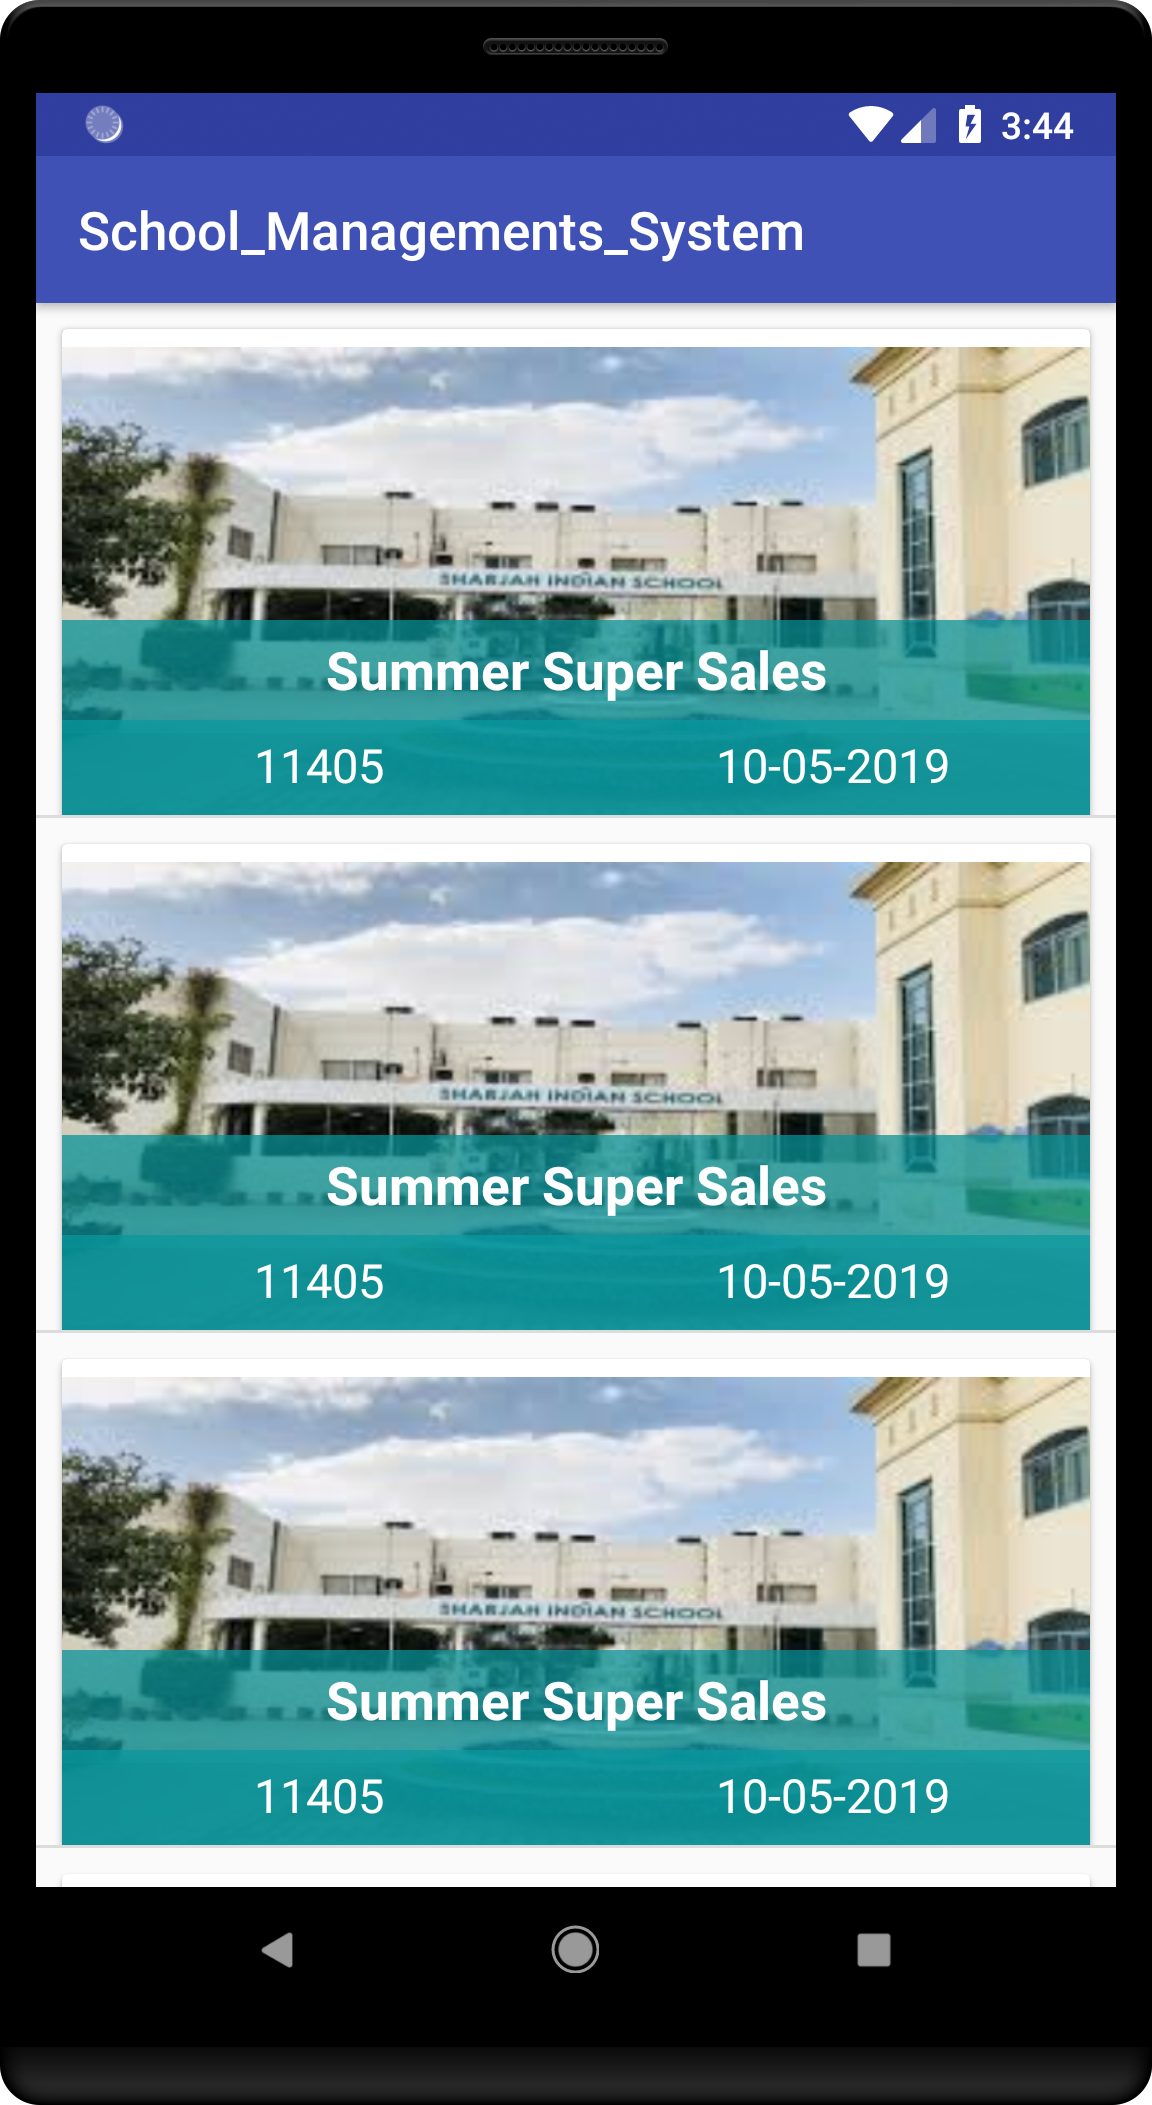 3:44
School_Managements_System
SHARJAH INDIAN SCHOOL
Summer Super Sales
11405 10-05-2019
SHARJAH INDIAN SCHOOL
Summer Super Sales
11405 10-05-2019
SHARJAH INDIAN SCHOOL
Summer Super Sales
11405 10-05-2019